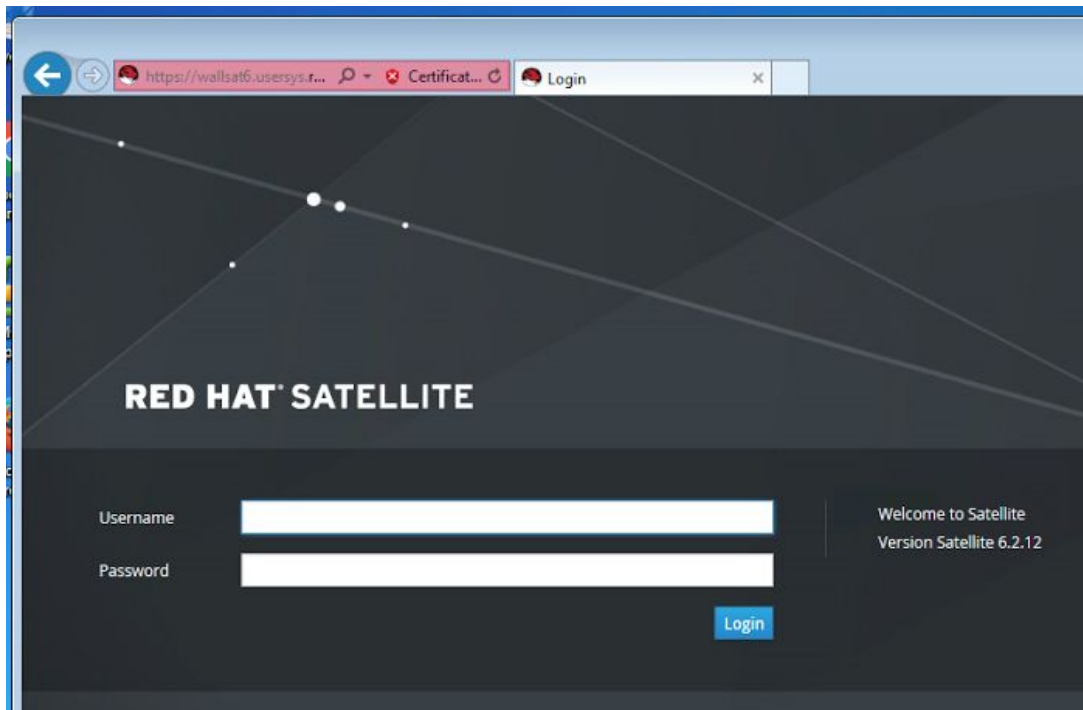 https://wallsat6.usersys.r... Certificat... Login
RED HAT® SATELLITE
Username
Welcome to Satellite
Version Satellite 6.2.12
Password
Login